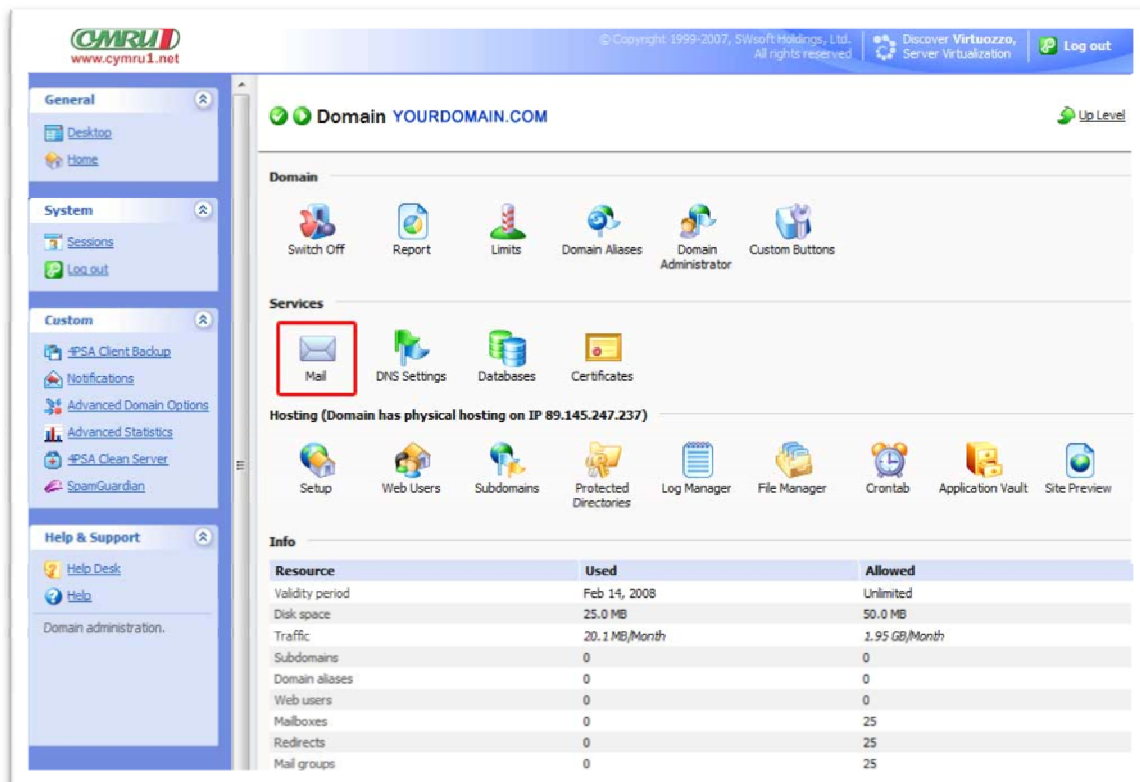 CYMRU1
www.cymru1.net
© Copyright 1999-2007, SWsoft Holdings, Ltd.
All rights reserved
Discover Virtuozzo,
Server Virtualization
Log out
General
Desktop
Home
System
Sessions
Log out
Custom
4PSA Client Backup
Notifications
Advanced Domain Options
Advanced Statistics
4PSA Clean Server
SpamGuardian
Help & Support
Help Desk
Help
Domain administration.
Domain YOURDOMAIN.COM
Up Level
Domain
Switch Off
Report
Limits
Domain Aliases
Domain
Administrator
Custom Buttons
Services
Mail
DNS Settings
Databases
Certificates
Hosting (Domain has physical hosting on IP 89.145.247.237)
Setup
Web Users
Subdomains
Protected
Directories
Log Manager
File Manager
Crontab
Application Vault
Site Preview
Info
Resource Used Allowed
Validity period Feb 14, 2008 Unlimited
Disk space 25.0 MB 50.0 MB
Traffic 20.1 MB/Month 1.95 GB/Month
Subdomains 0 0
Domain aliases 0 0
Web users 0 0
Mailboxes 0 25
Redirects 0 25
Mail groups 0 25